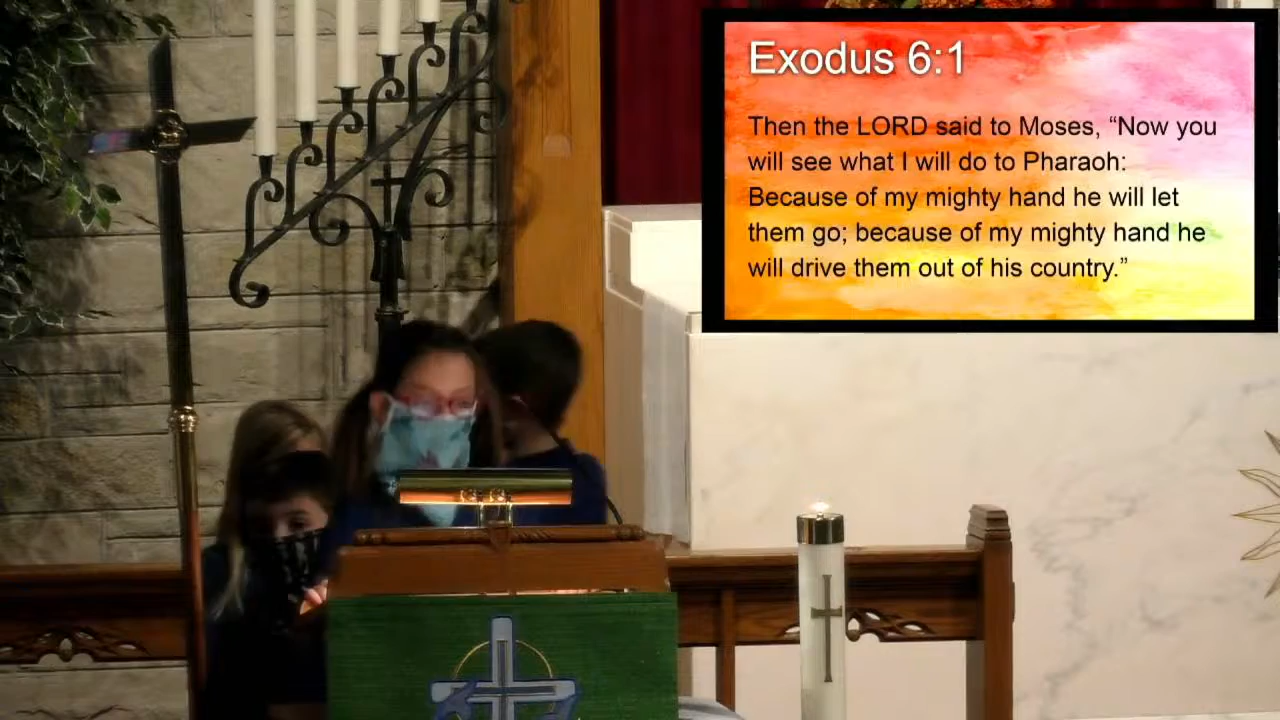 Exodus 6:1
Then the LORD said to Moses, “Now you
will see what I will do to Pharaoh:
Because of my mighty hand he will let
them go; because of my mighty hand he
will drive them out of his country.”